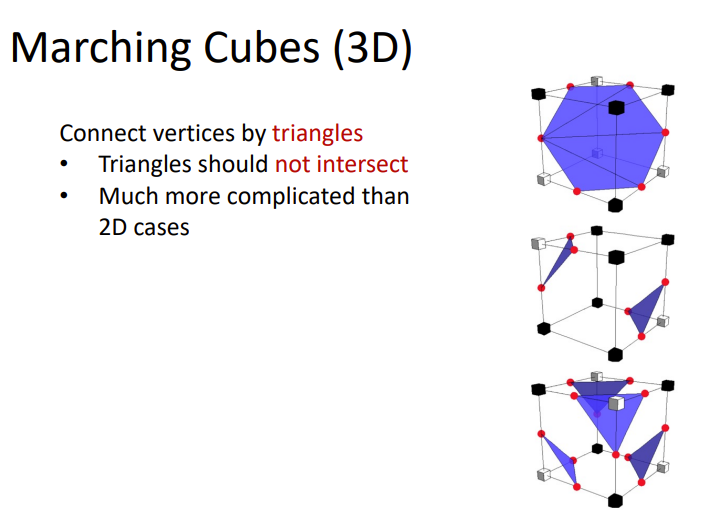 Marching Cubes (3D)
Connect vertices by triangles
• Triangles should not intersect
• Much more complicated than
2D cases